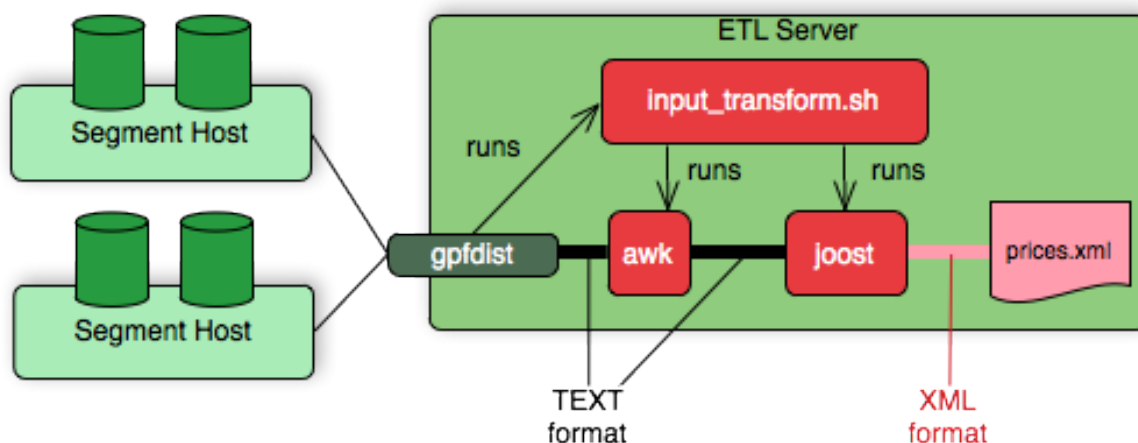 ETL Server
Segment Host
input_transform.sh
runs
runs
runs
Segment Host
gpfdist
awk
joost
prices.xml
TEXT
format
XML
format